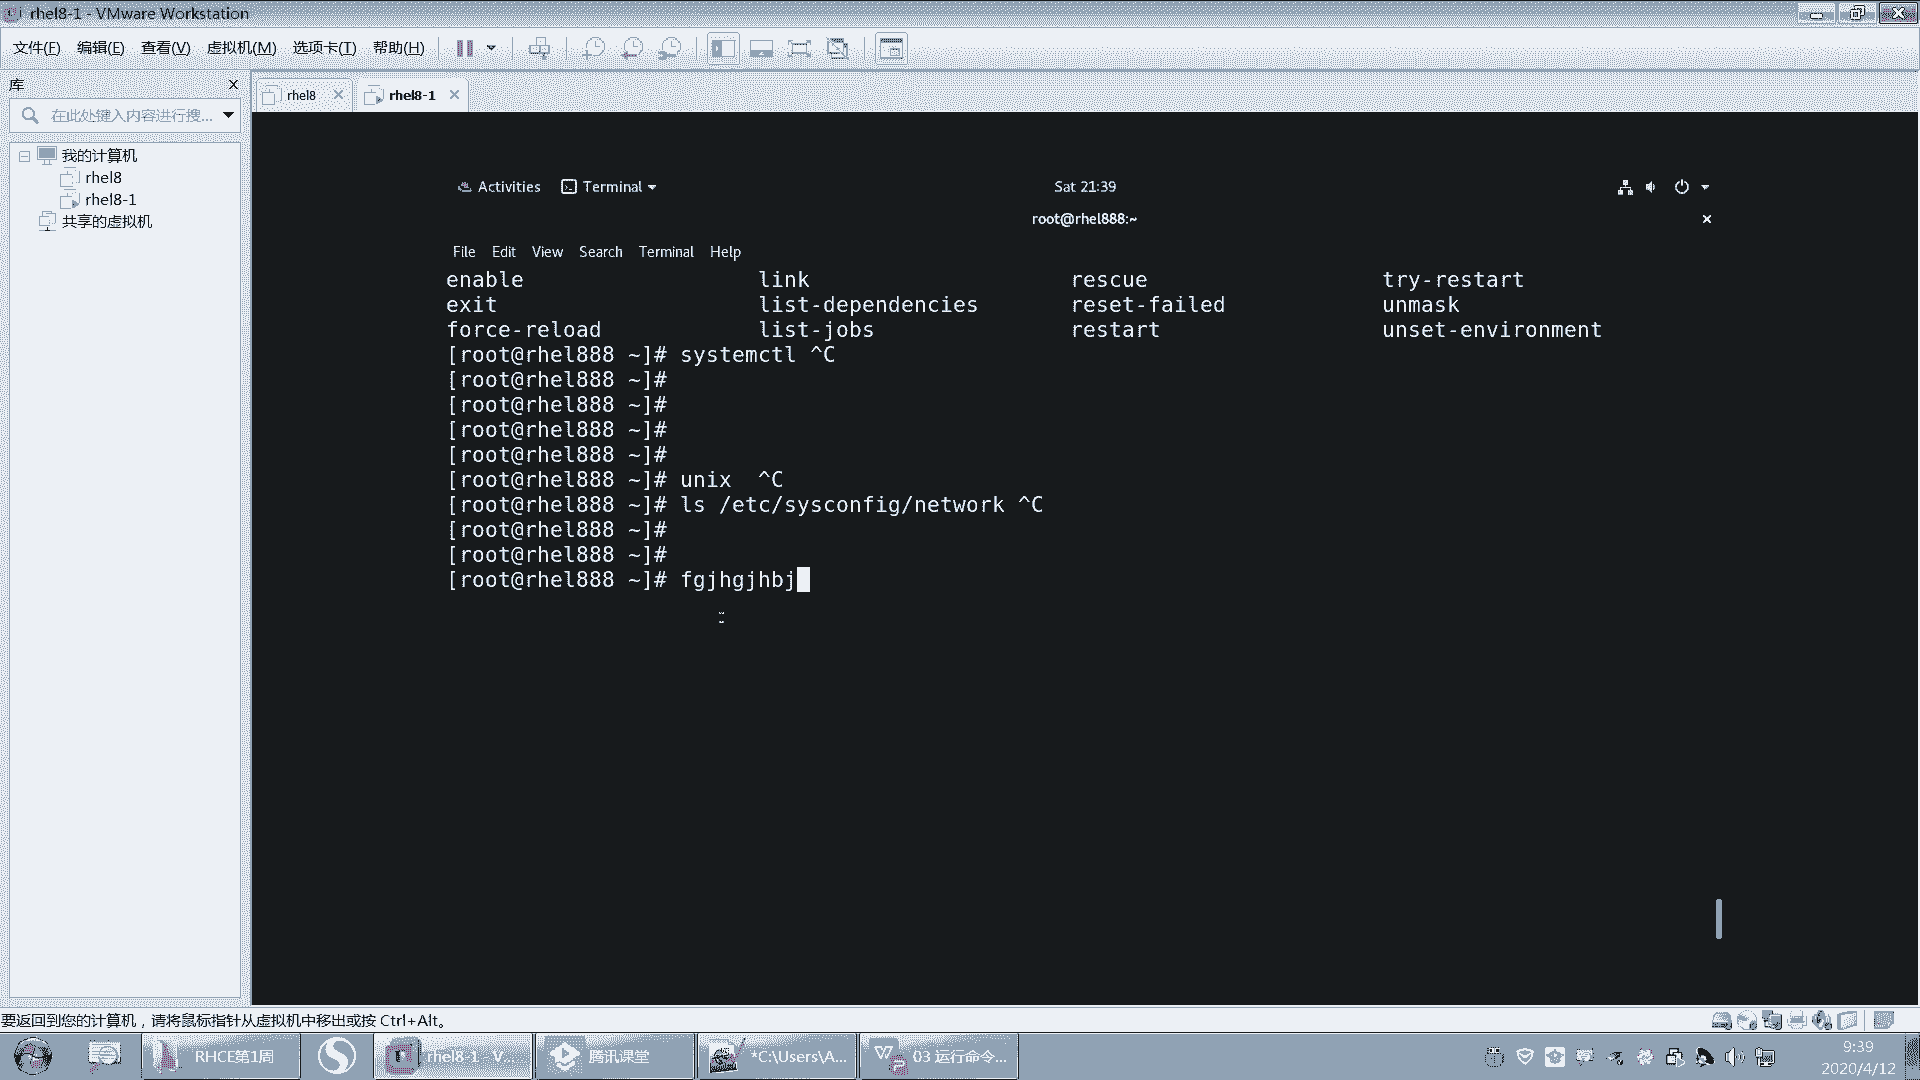 rhel8-1 - VMware Workstation
文件(F) 编辑(E) 查看(V) 虚拟机(M) 选项卡(T) 帮助(H)
库
rhel8 rhel8-1
在此处键入内容进行搜...
我的计算机
rhel8
rhel8-1
共享的虚拟机
Activities Terminal Sat 21:39
root@rhel888:~
File Edit View Search Terminal Help
enable link rescue try-restart
exit list-dependencies reset-failed unmask
force-reload list-jobs restart unset-environment
[root@rhel888 ~]# systemctl ^C
[root@rhel888 ~]#
[root@rhel888 ~]#
[root@rhel888 ~]#
[root@rhel888 ~]#
[root@rhel888 ~]# unix  ^C
[root@rhel888 ~]# ls /etc/sysconfig/network ^C
[root@rhel888 ~]#
[root@rhel888 ~]#
[root@rhel888 ~]# fgjhgjhbj
要返回到您的计算机，请将鼠标指针从虚拟机中移出或按 Ctrl+Alt。
RHCE第1周 rhel8-1 - V... 腾讯课堂 *C:\Users\A... 03 运行命令...
9:39
2020/4/12